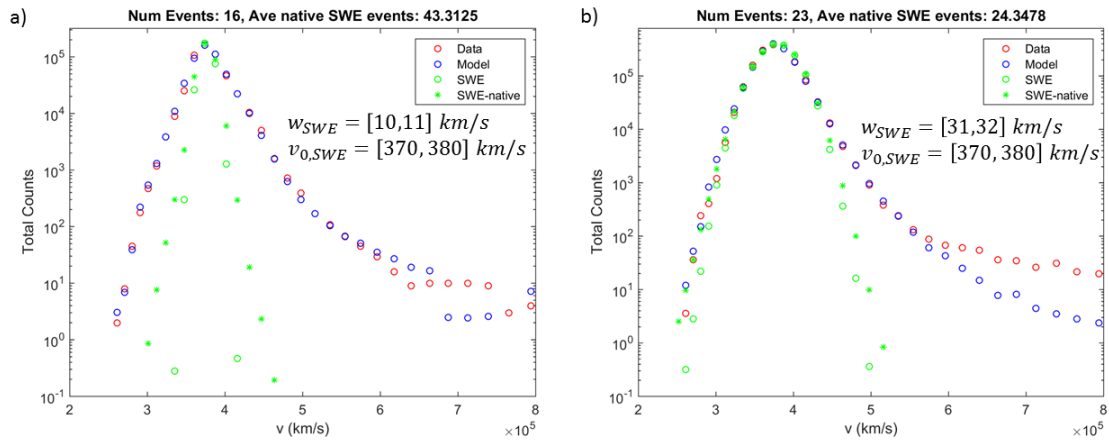 a)
Num Events: 16, Ave native SWE events: 43.3125
Data
Model
SWE
SWE-native
w_SWE = [10,11] km/s
v_0,SWE = [370, 380] km/s
Total Counts
10^5
10^4
10^3
10^2
10^1
10^0
10^-1
2 3 4 5 6 7 8
v (km/s)
×10^5
b)
Num Events: 23, Ave native SWE events: 24.3478
Data
Model
SWE
SWE-native
w_SWE = [31,32] km/s
v_0,SWE = [370, 380] km/s
Total Counts
10^5
10^4
10^3
10^2
10^1
10^0
10^-1
2 3 4 5 6 7 8
v (km/s)
×10^5